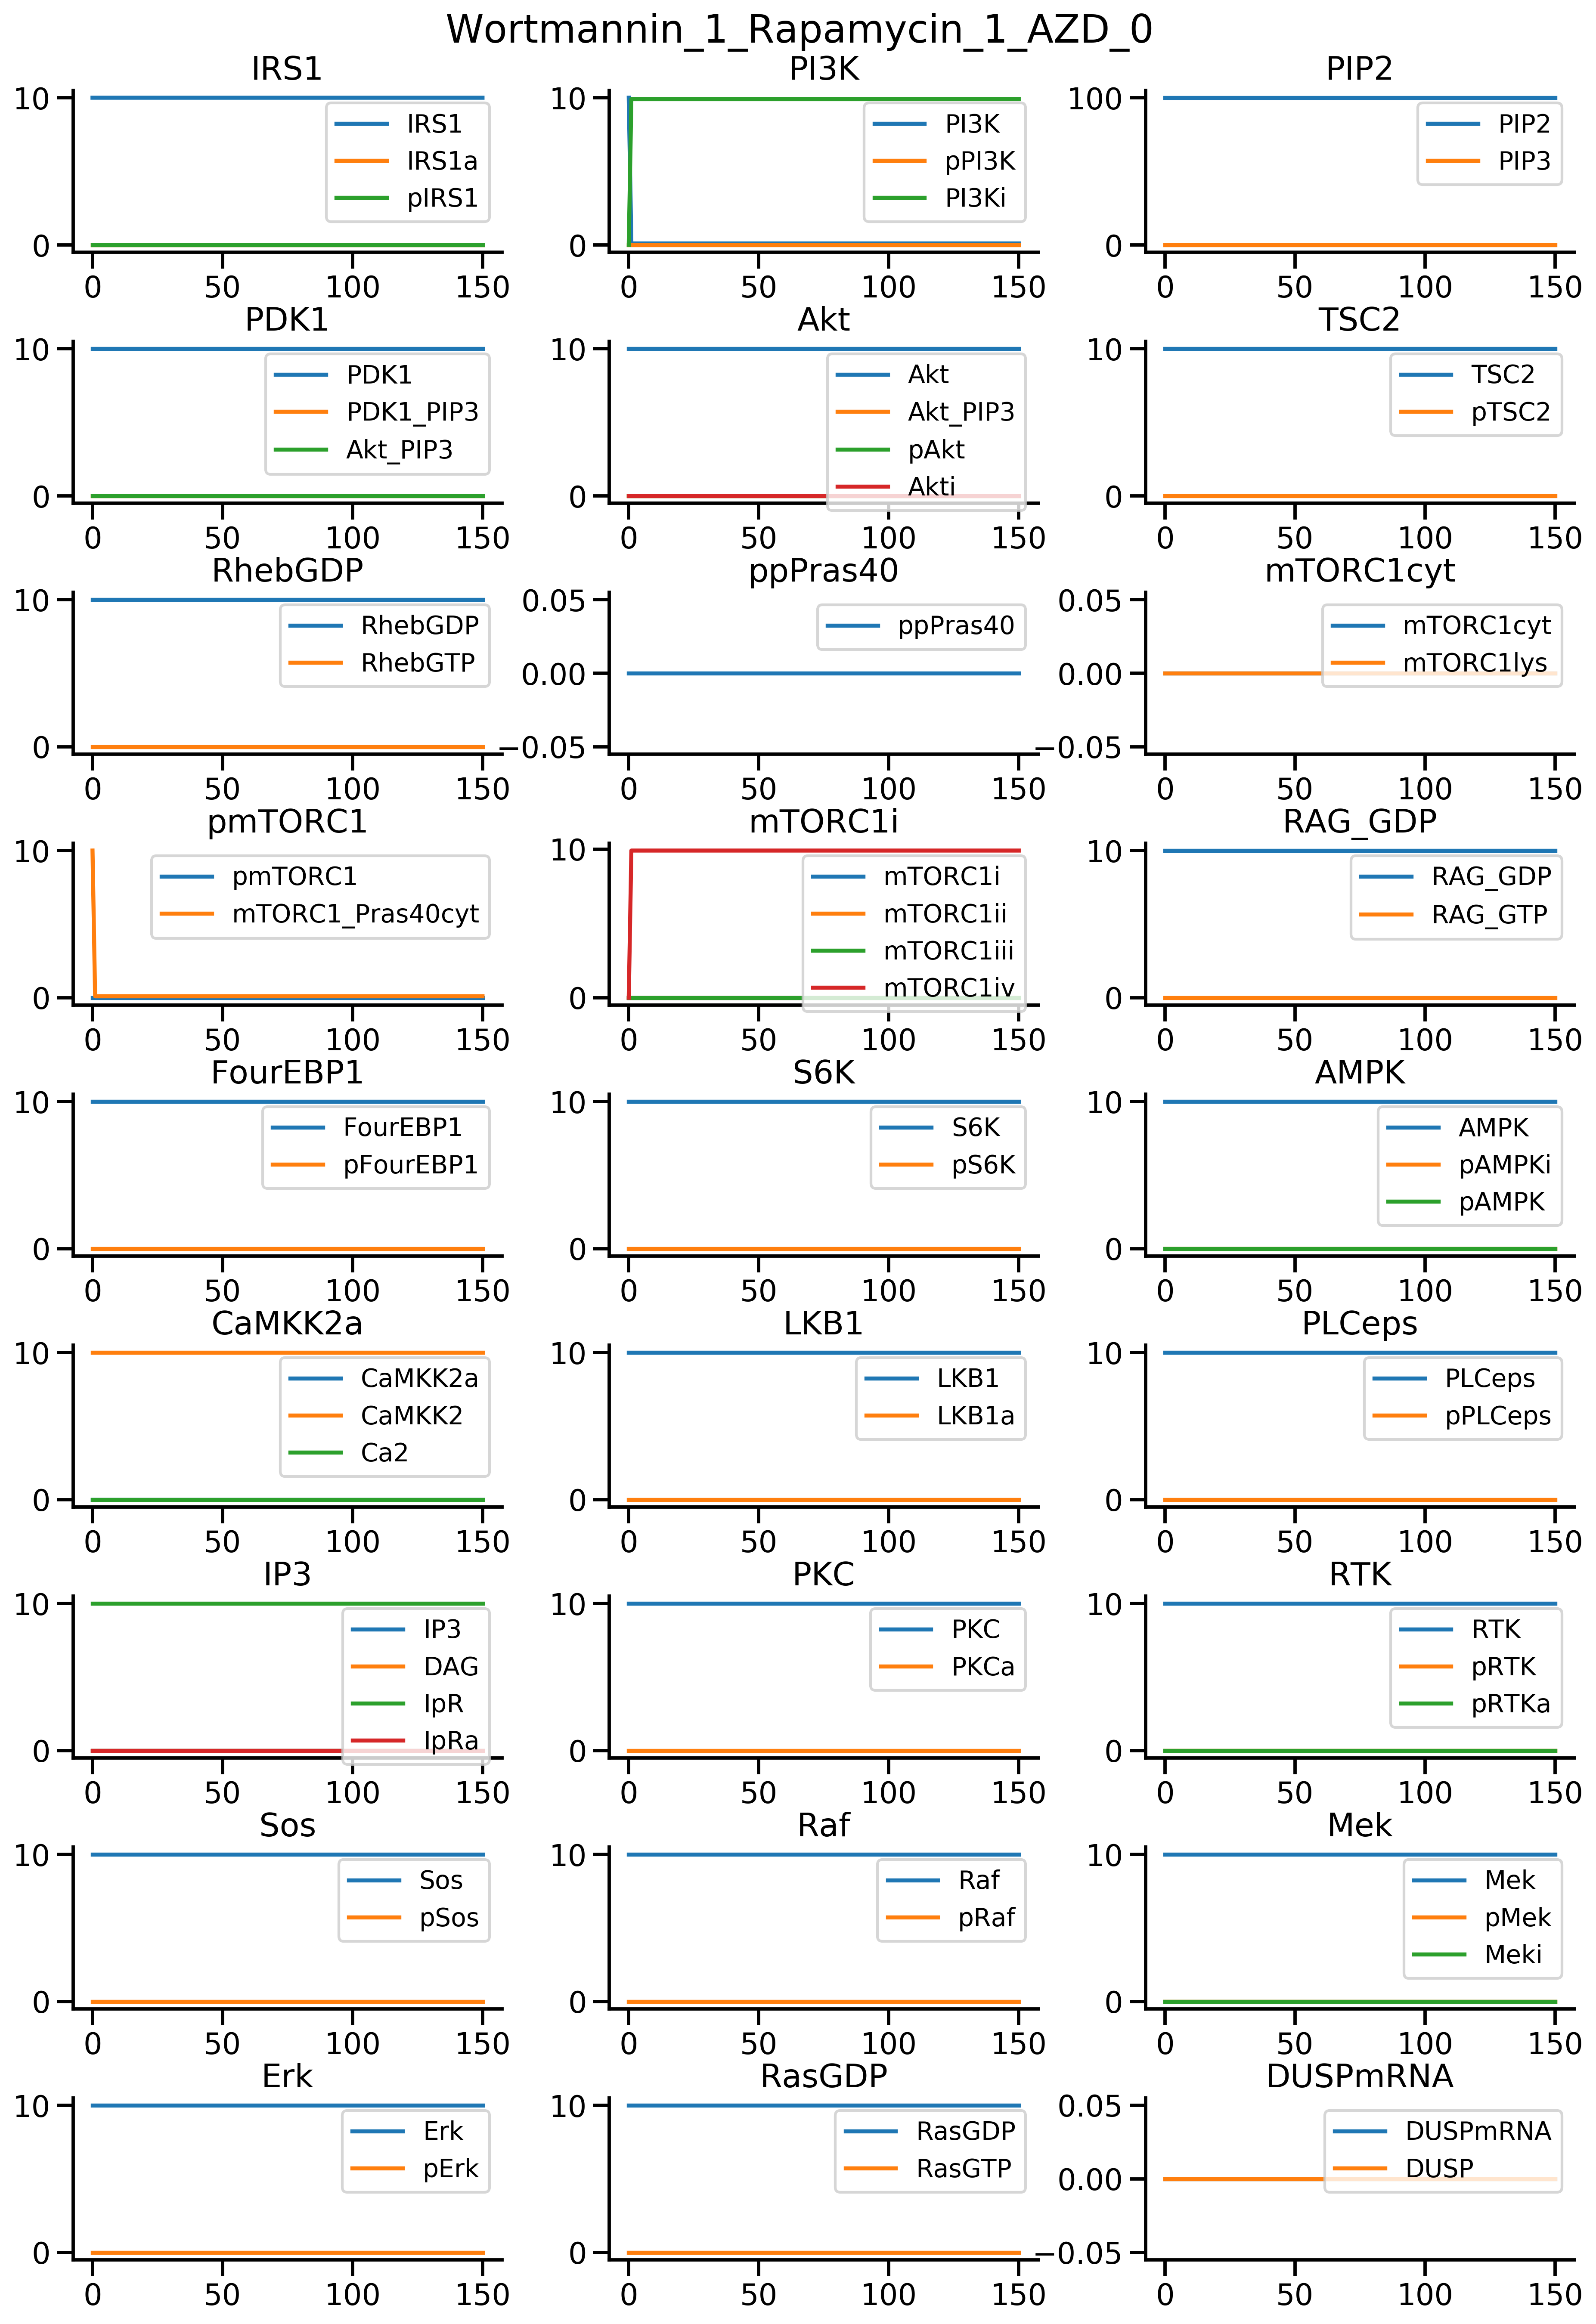 Wortmannin_1_Rapamycin_1_AZD_0
IRS1
10
0
0 50 100 150
IRS1
IRS1a
pIRS1
PI3K
10
0
0 50 100 150
PI3K
pPI3K
PI3Ki
PIP2
100
0
0 50 100 150
PIP2
PIP3
PDK1
10
0
0 50 100 150
PDK1
PDK1_PIP3
Akt_PIP3
Akt
10
0
0 50 100 150
Akt
Akt_PIP3
pAkt
Akti
TSC2
10
0
0 50 100 150
TSC2
pTSC2
RhebGDP
10
0
0 50 100 150
RhebGDP
RhebGTP
ppPras40
0.05
0.00
−0.05
0 50 100 150
ppPras40
mTORC1cyt
0.05
0.00
−0.05
0 50 100 150
mTORC1cyt
mTORC1lys
pmTORC1
10
0
0 50 100 150
pmTORC1
mTORC1_Pras40cyt
mTORC1i
10
0
0 50 100 150
mTORC1i
mTORC1ii
mTORC1iii
mTORC1iv
RAG_GDP
10
0
0 50 100 150
RAG_GDP
RAG_GTP
FourEBP1
10
0
0 50 100 150
FourEBP1
pFourEBP1
S6K
10
0
0 50 100 150
S6K
pS6K
AMPK
10
0
0 50 100 150
AMPK
pAMPKi
pAMPK
CaMKK2a
10
0
0 50 100 150
CaMKK2a
CaMKK2
Ca2
LKB1
10
0
0 50 100 150
LKB1
LKB1a
PLCeps
10
0
0 50 100 150
PLCeps
pPLCeps
IP3
10
0
0 50 100 150
IP3
DAG
IpR
IpRa
PKC
10
0
0 50 100 150
PKC
PKCa
RTK
10
0
0 50 100 150
RTK
pRTK
pRTKa
Sos
10
0
0 50 100 150
Sos
pSos
Raf
10
0
0 50 100 150
Raf
pRaf
Mek
10
0
0 50 100 150
Mek
pMek
Meki
Erk
10
0
0 50 100 150
Erk
pErk
RasGDP
10
0
0 50 100 150
RasGDP
RasGTP
DUSPmRNA
0.05
0.00
−0.05
0 50 100 150
DUSPmRNA
DUSP